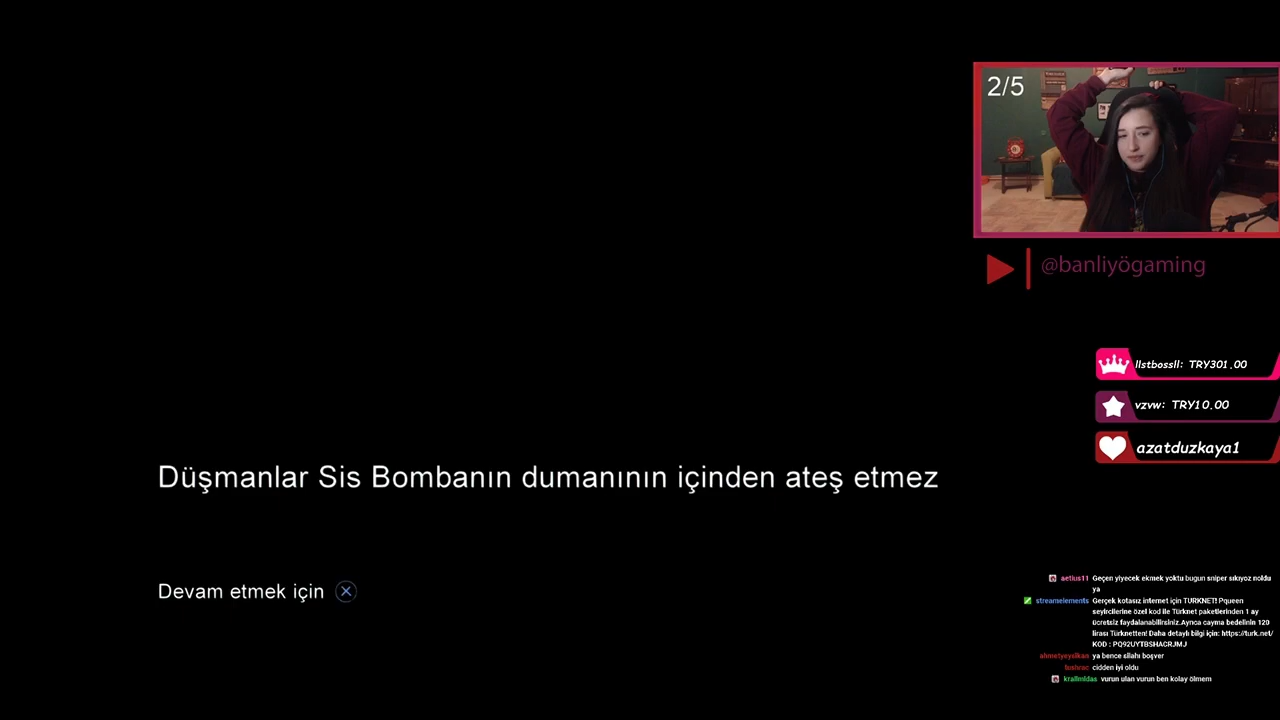 2/5
@banliyögaming
llstbossll: TRY301.00
vzvw: TRY10.00
azatduzkaya1
Düşmanlar Sis Bombanın dumanının içinden ateş etmez
Devam etmek için
aetius11 Geçen yiyecek ekmek yoktu bugun sniper sıkıyoz noldu
ya
streamelements Gerçek kotasız internet için TURKNET! Pqueen
seyircilerine özel kod ile Türknet paketlerinden 1 ay
ücretsiz faydalanabilirsiniz.Ayrıca cayma bedelinin 120
lirası Türknetten! Daha detaylı bilgi için: https://turk.net/
KOD : PQ92UYTBSHACRJMJ
ya bence silahı boşver
cidden iyi oldu
kralimidas vurun ulan vurun ben kolay ölmem